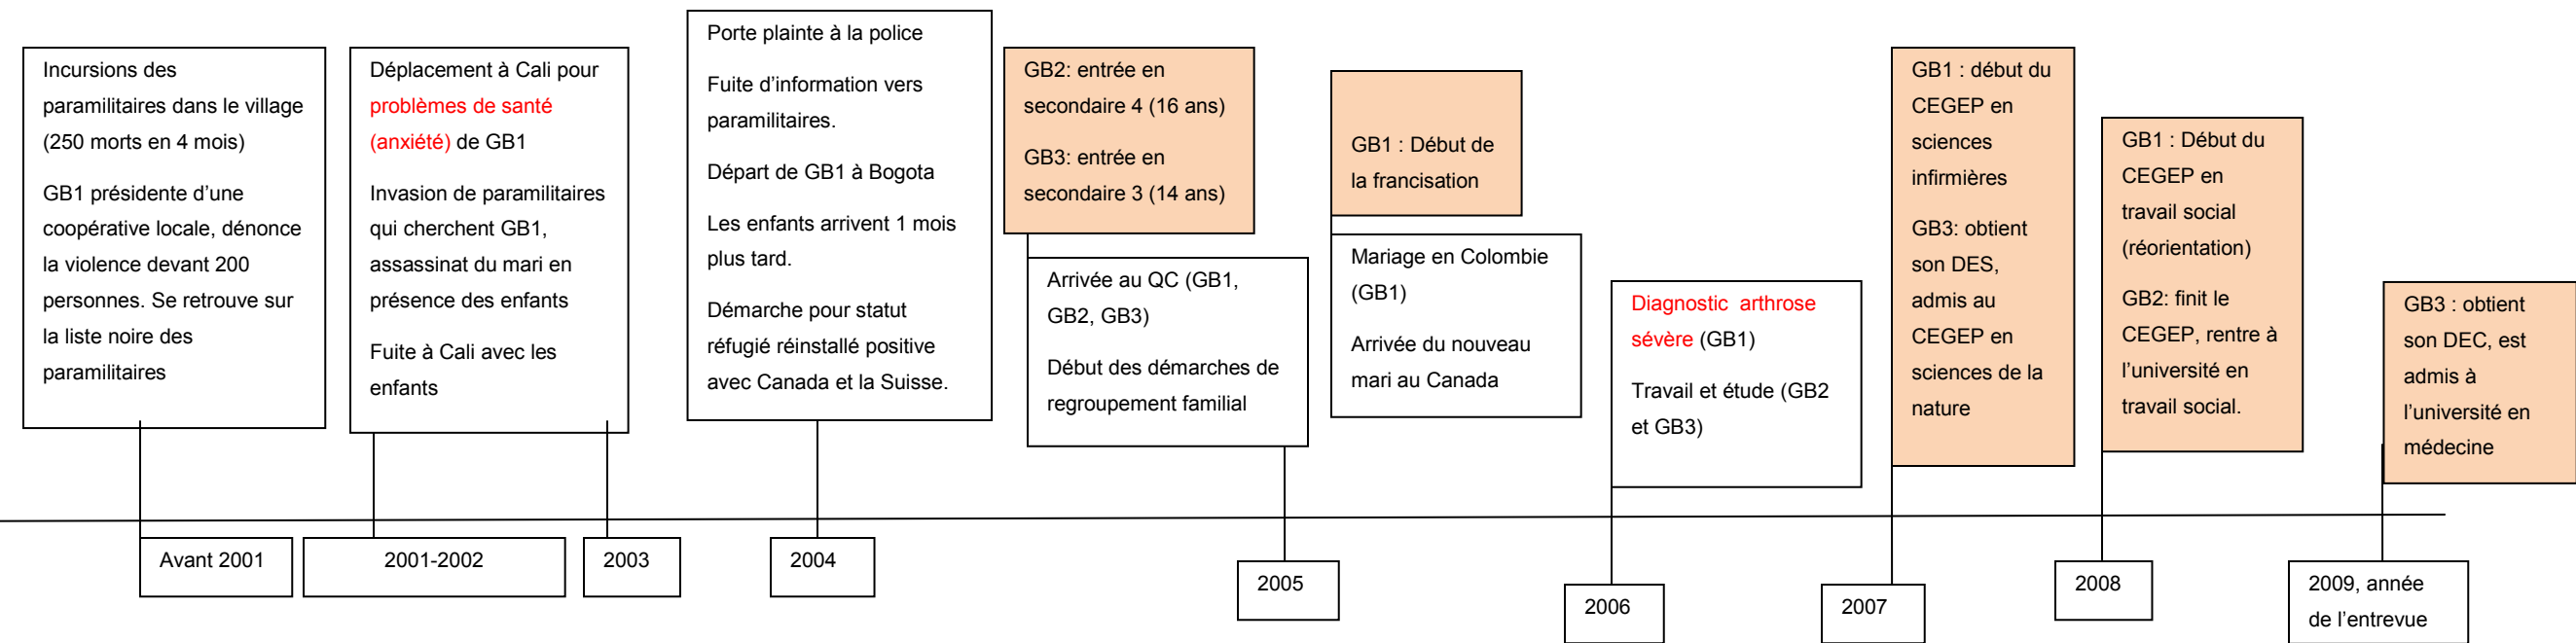 Incursions des
paramilitaires dans le village
(250 morts en 4 mois)
GB1 présidente d’une
coopérative locale, dénonce
la violence devant 200
personnes. Se retrouve sur
la liste noire des
paramilitaires
Déplacement à Cali pour
problèmes de santé
(anxiété) de GB1
Invasion de paramilitaires
qui cherchent GB1,
assassinat du mari en
présence des enfants
Fuite à Cali avec les
enfants
Porte plainte à la police
Fuite d’information vers
paramilitaires.
Départ de GB1 à Bogota
Les enfants arrivent 1 mois
plus tard.
Démarche pour statut
réfugié réinstallé positive
avec Canada et la Suisse.
GB2: entrée en
secondaire 4 (16 ans)
GB3: entrée en
secondaire 3 (14 ans)
Arrivée au QC (GB1,
GB2, GB3)
Début des démarches de
regroupement familial
GB1 : Début de
la francisation
Mariage en Colombie
(GB1)
Arrivée du nouveau
mari au Canada
Diagnostic arthrose
sévère (GB1)
Travail et étude (GB2
et GB3)
GB1 : début du
CEGEP en
sciences
infirmières
GB3: obtient
son DES,
admis au
CEGEP en
sciences de la
nature
GB1 : Début du
CEGEP en
travail social
(réorientation)
GB2: finit le
CEGEP, rentre à
l’université en
travail social.
GB3 : obtient
son DEC, est
admis à
l’université en
médecine
Avant 2001
2001-2002
2003
2004
2005
2006
2007
2008
2009, année
de l’entrevue